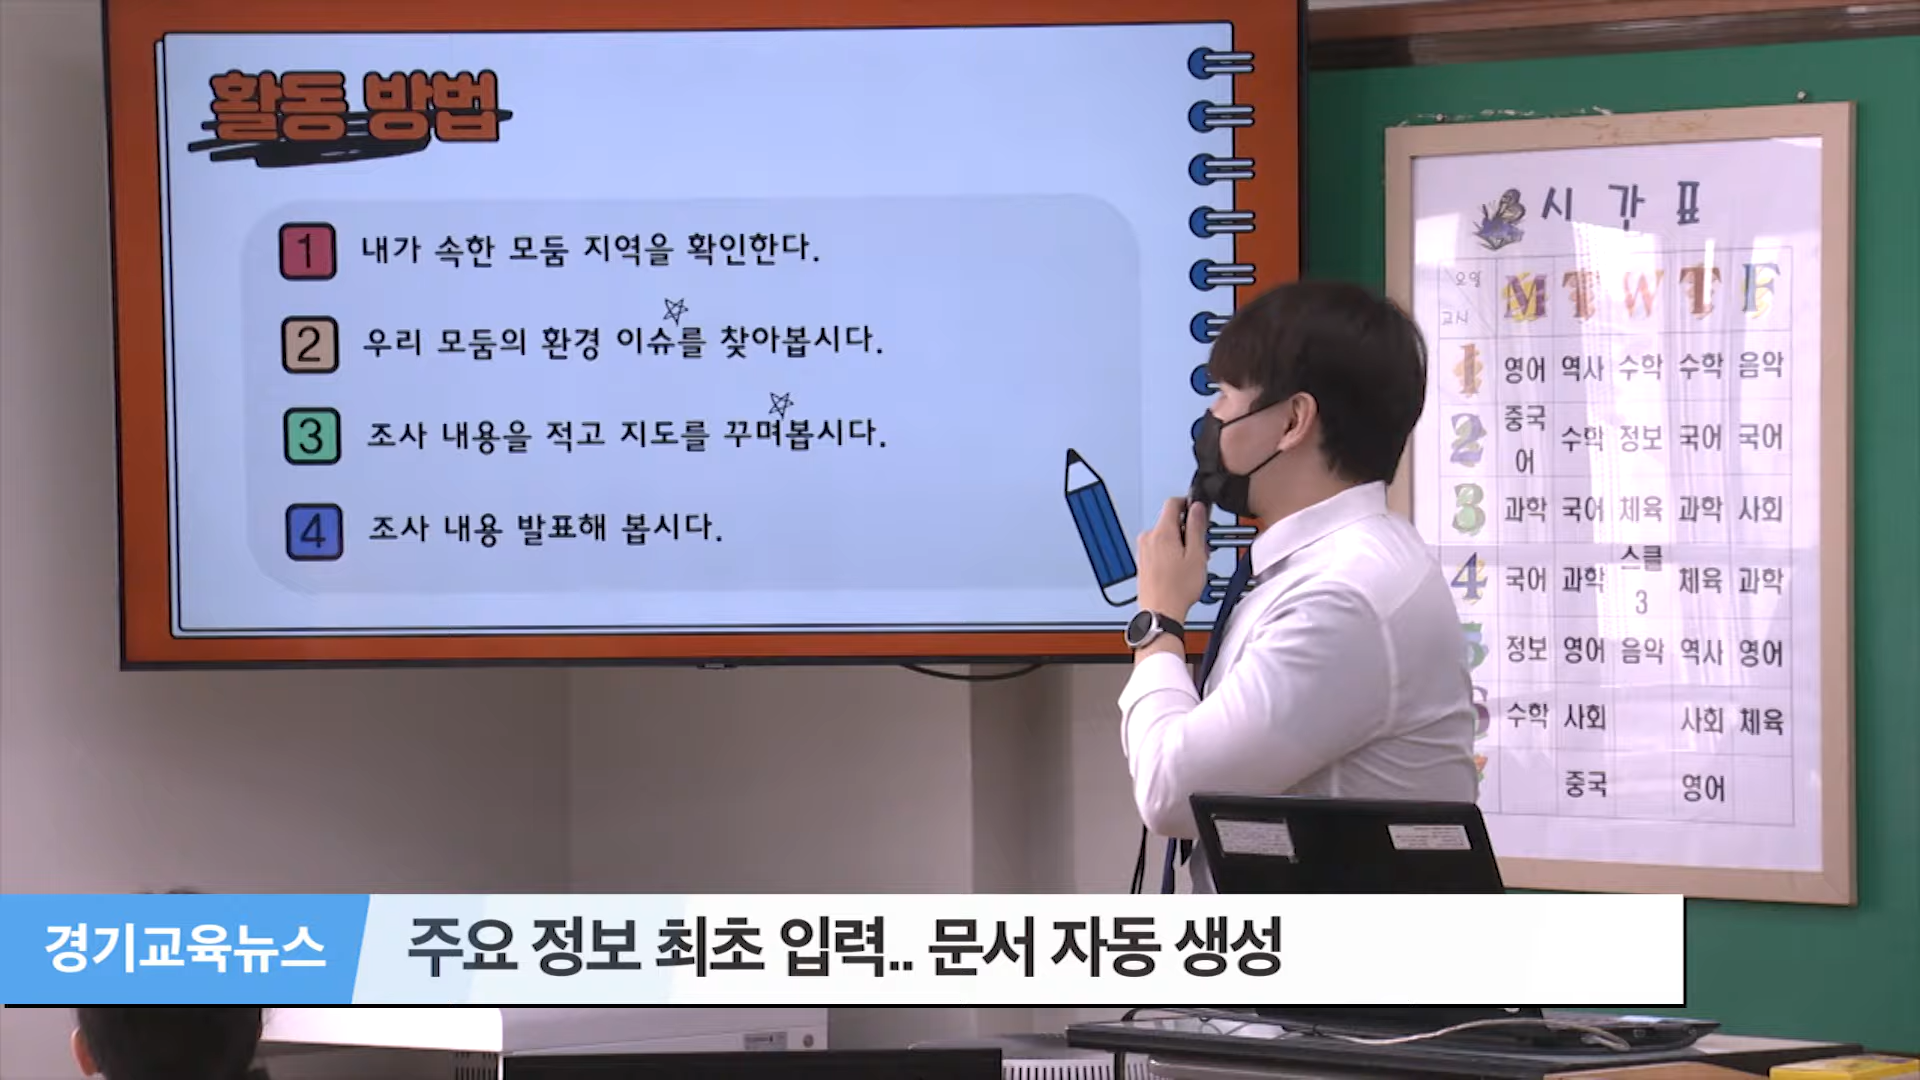 활동 방법
1 내가 속한 모둠 지역을 확인한다.
2 우리 모둠의 환경 이슈를 찾아봅시다.
3 조사 내용을 적고 지도를 꾸며봅시다.
4 조사 내용 발표해 봅시다.
시 간 표
요일 M T W T F
교시
1 영어 역사 수학 수학 음악
2 중국어 수학 정보 국어 국어
3 과학 국어 체육 과학 사회
4 국어 과학 스클3 체육 과학
5 정보 영어 음악 역사 영어
6 수학 사회 사회 체육
중국 영어
경기교육뉴스
주요 정보 최초 입력.. 문서 자동 생성